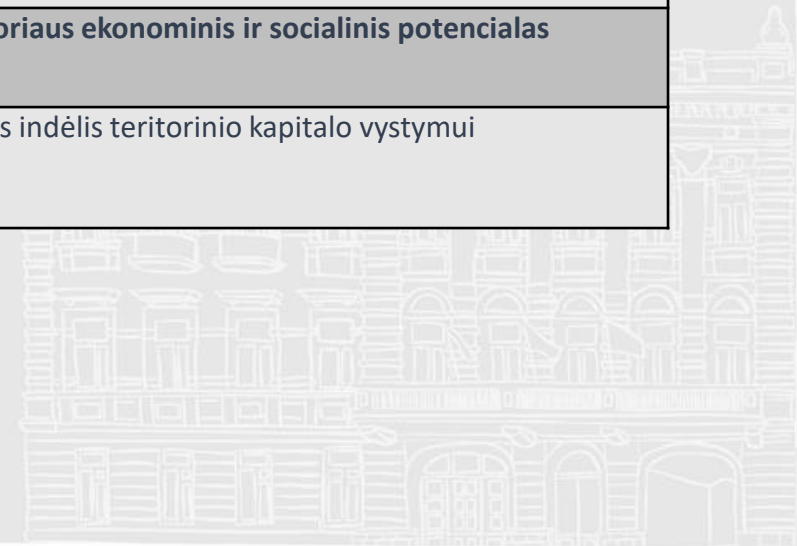 oriaus ekonominis ir socialinis potencialas
s indėlis teritorinio kapitalo vystymui